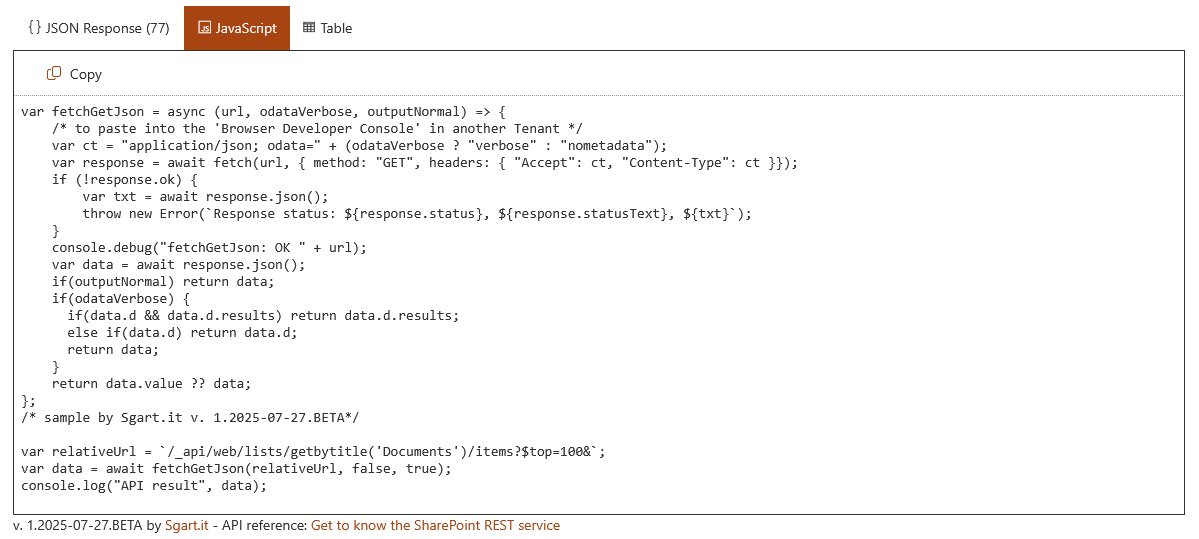 {} JSON Response (77) JS JavaScript Table
Copy
var fetchGetJson = async (url, odataVerbose, outputNormal) => {
    /* to paste into the 'Browser Developer Console' in another Tenant */
    var ct = "application/json; odata=" + (odataVerbose ? "verbose" : "nometadata");
    var response = await fetch(url, { method: "GET", headers: { "Accept": ct, "Content-Type": ct }});
    if (!response.ok) {
        var txt = await response.json();
        throw new Error(`Response status: ${response.status}, ${response.statusText}, ${txt}`);
    }
    console.debug("fetchGetJson: OK " + url);
    var data = await response.json();
    if(outputNormal) return data;
    if(odataVerbose) {
      if(data.d && data.d.results) return data.d.results;
      else if(data.d) return data.d;
      return data;
    }
    return data.value ?? data;
};
/* sample by Sgart.it v. 1.2025-07-27.BETA*/

var relativeUrl = `/_api/web/lists/getbytitle('Documents')/items?$top=100&`;
var data = await fetchGetJson(relativeUrl, false, true);
console.log("API result", data);
v. 1.2025-07-27.BETA by Sgart.it - API reference: Get to know the SharePoint REST service